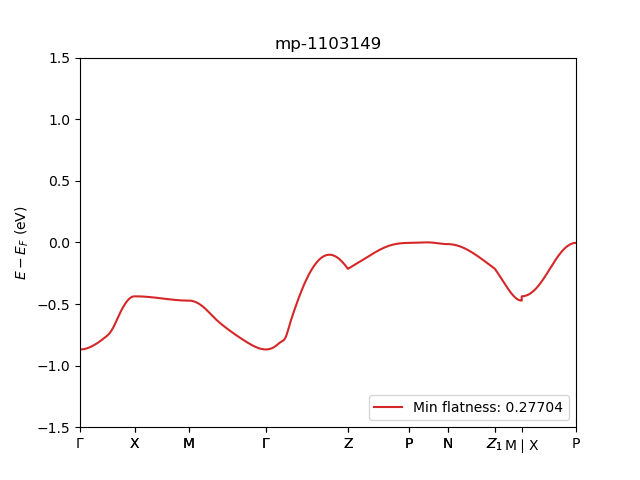 mp-1103149
1.5
1.0
0.5
0.0
−0.5
−1.0
−1.5
E − E_F (eV)
Min flatness: 0.27704
Γ X M Γ Z P N Z₁ M | X P